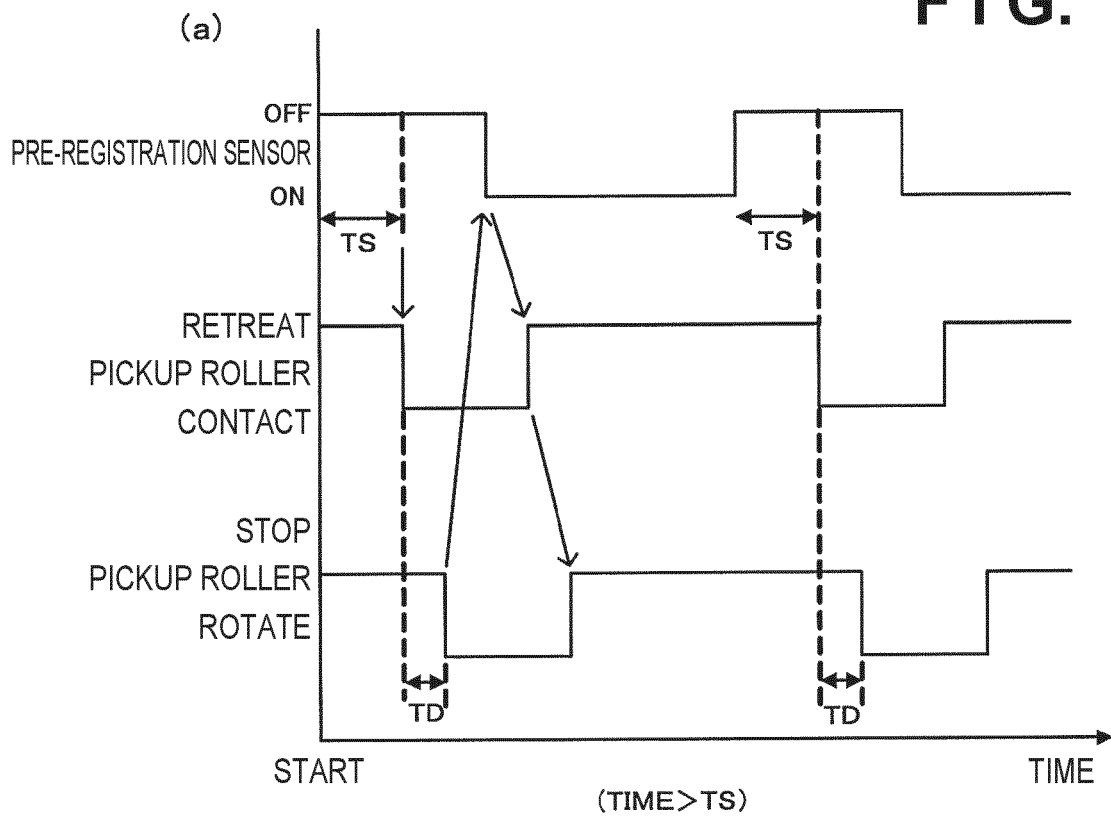 FIG.
(a)
OFF
PRE-REGISTRATION SENSOR
ON
TS
TS
RETREAT
PICKUP ROLLER
CONTACT
STOP
PICKUP ROLLER
ROTATE
TD
TD
START
TIME
(TIME>TS)